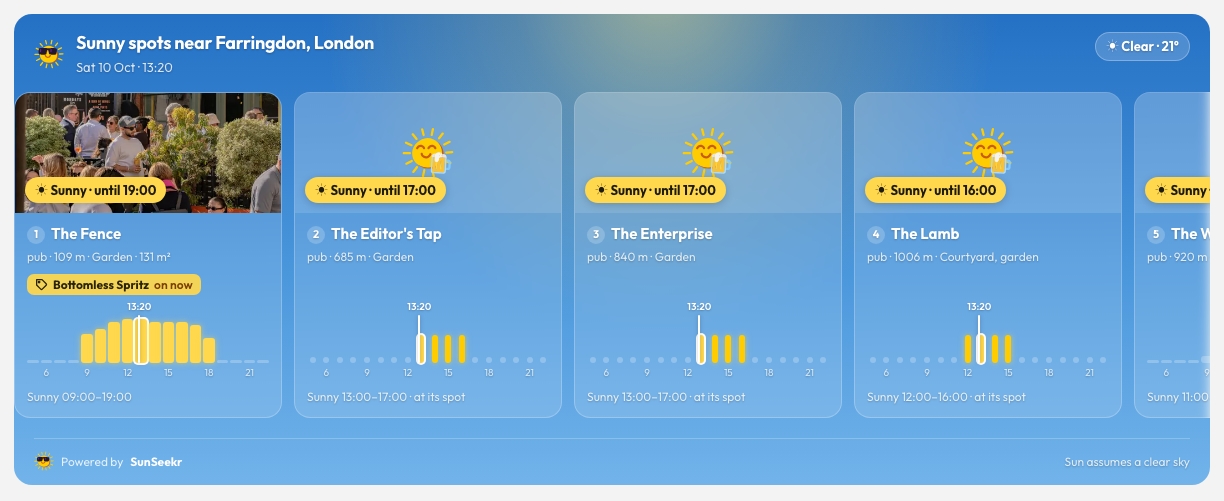 Sunny spots near Farringdon, London
Sat 10 Oct · 13:20
Clear · 21°
Sunny · until 19:00
1 The Fence
pub · 109 m · Garden · 131 m²
Bottomless Spritz on now
13:20
6 9 12 15 18 21
Sunny 09:00–19:00
Sunny · until 17:00
2 The Editor's Tap
pub · 685 m · Garden
13:20
6 9 12 15 18 21
Sunny 13:00–17:00 · at its spot
Sunny · until 17:00
3 The Enterprise
pub · 840 m · Garden
13:20
6 9 12 15 18 21
Sunny 13:00–17:00 · at its spot
Sunny · until 16:00
4 The Lamb
pub · 1006 m · Courtyard, garden
13:20
6 9 12 15 18 21
Sunny 12:00–16:00 · at its spot
Sunny ·
5 The
pub · 920 m
6 9
Sunny 11:00
Powered by SunSeekr
Sun assumes a clear sky